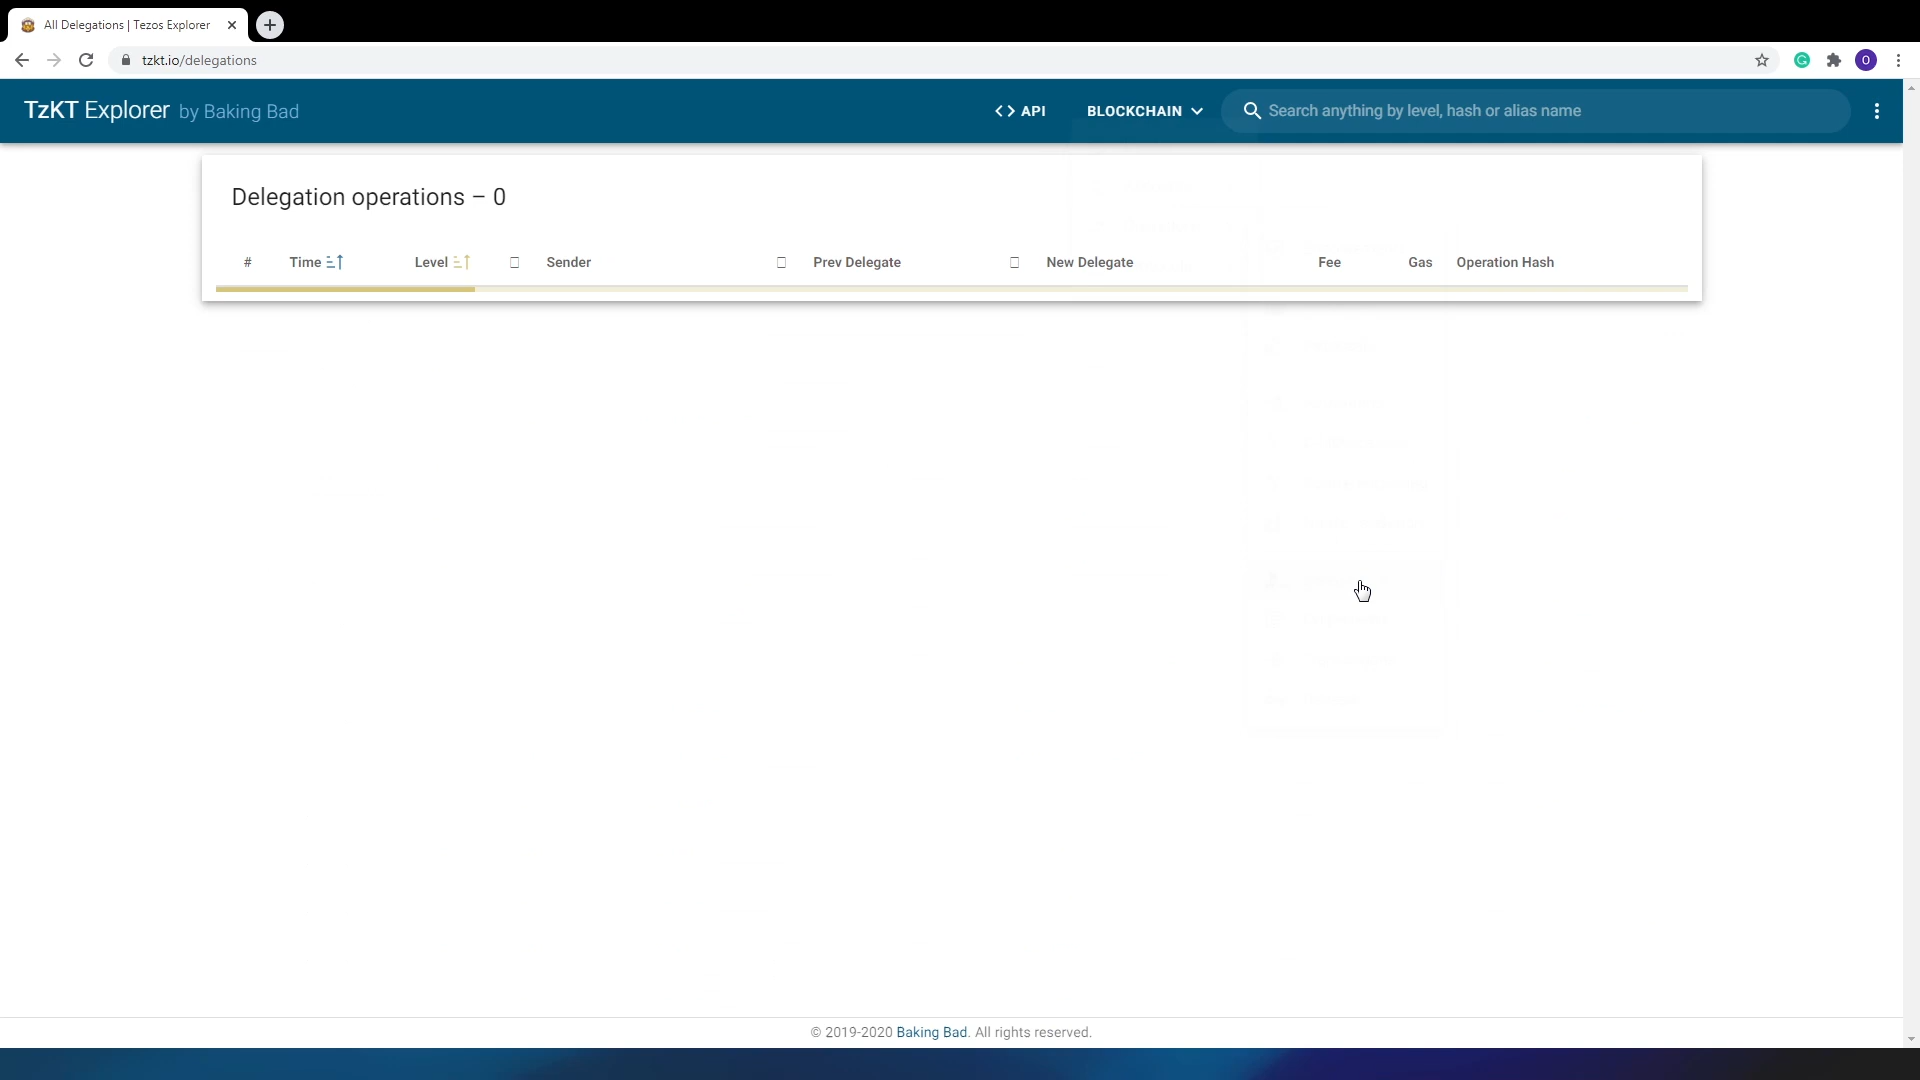 All Delegations | Tezos Explorer
tzkt.io/delegations
O
TzKT Explorer by Baking Bad
<> API
BLOCKCHAIN
Search anything by level, hash or alias name
Delegation operations – 0
# Time Level Sender Prev Delegate New Delegate Fee Gas Operation Hash
© 2019-2020 Baking Bad. All rights reserved.